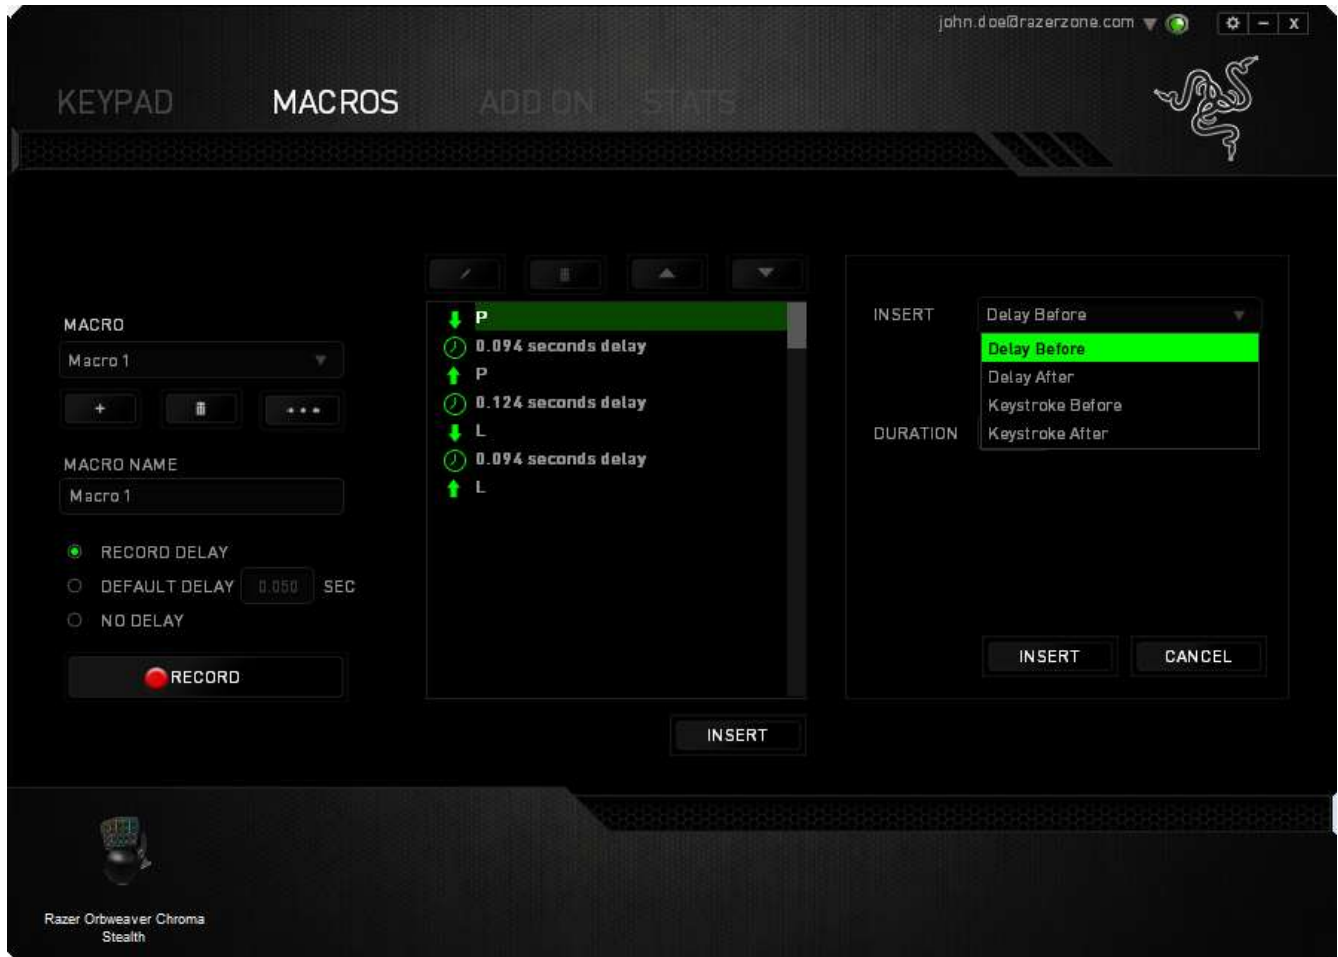 john.doe@razerzone.com
KEYPAD MACROS ADD ON STATS
MACRO
Macro 1
MACRO NAME
Macro 1
RECORD DELAY
DEFAULT DELAY 0.050 SEC
NO DELAY
RECORD
P
0.094 seconds delay
P
0.124 seconds delay
L
0.094 seconds delay
L
INSERT
INSERT Delay Before
Delay Before
Delay After
Keystroke Before
Keystroke After
DURATION
INSERT CANCEL
Razer Orbweaver Chroma
Stealth